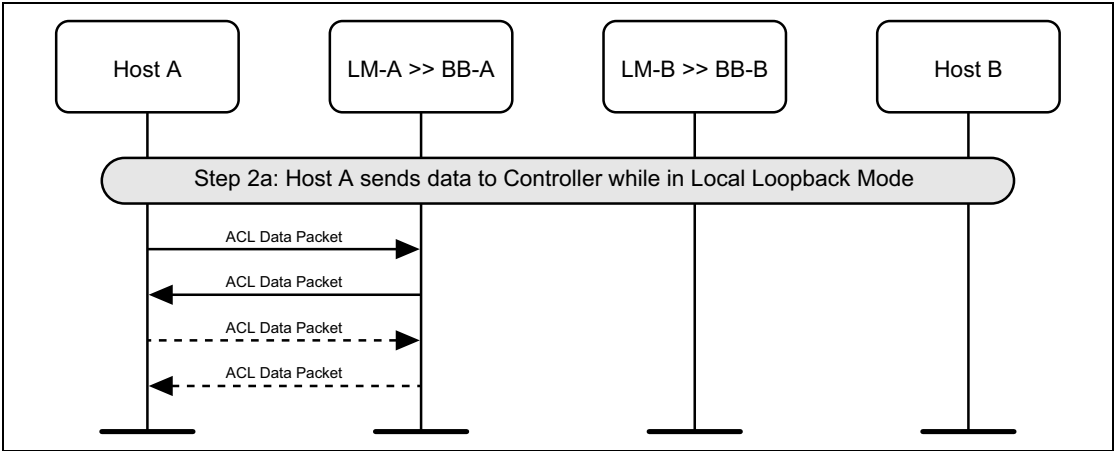 Host A
LM-A >> BB-A
LM-B >> BB-B
Host B
Step 2a: Host A sends data to Controller while in Local Loopback Mode
ACL Data Packet
ACL Data Packet
ACL Data Packet
ACL Data Packet